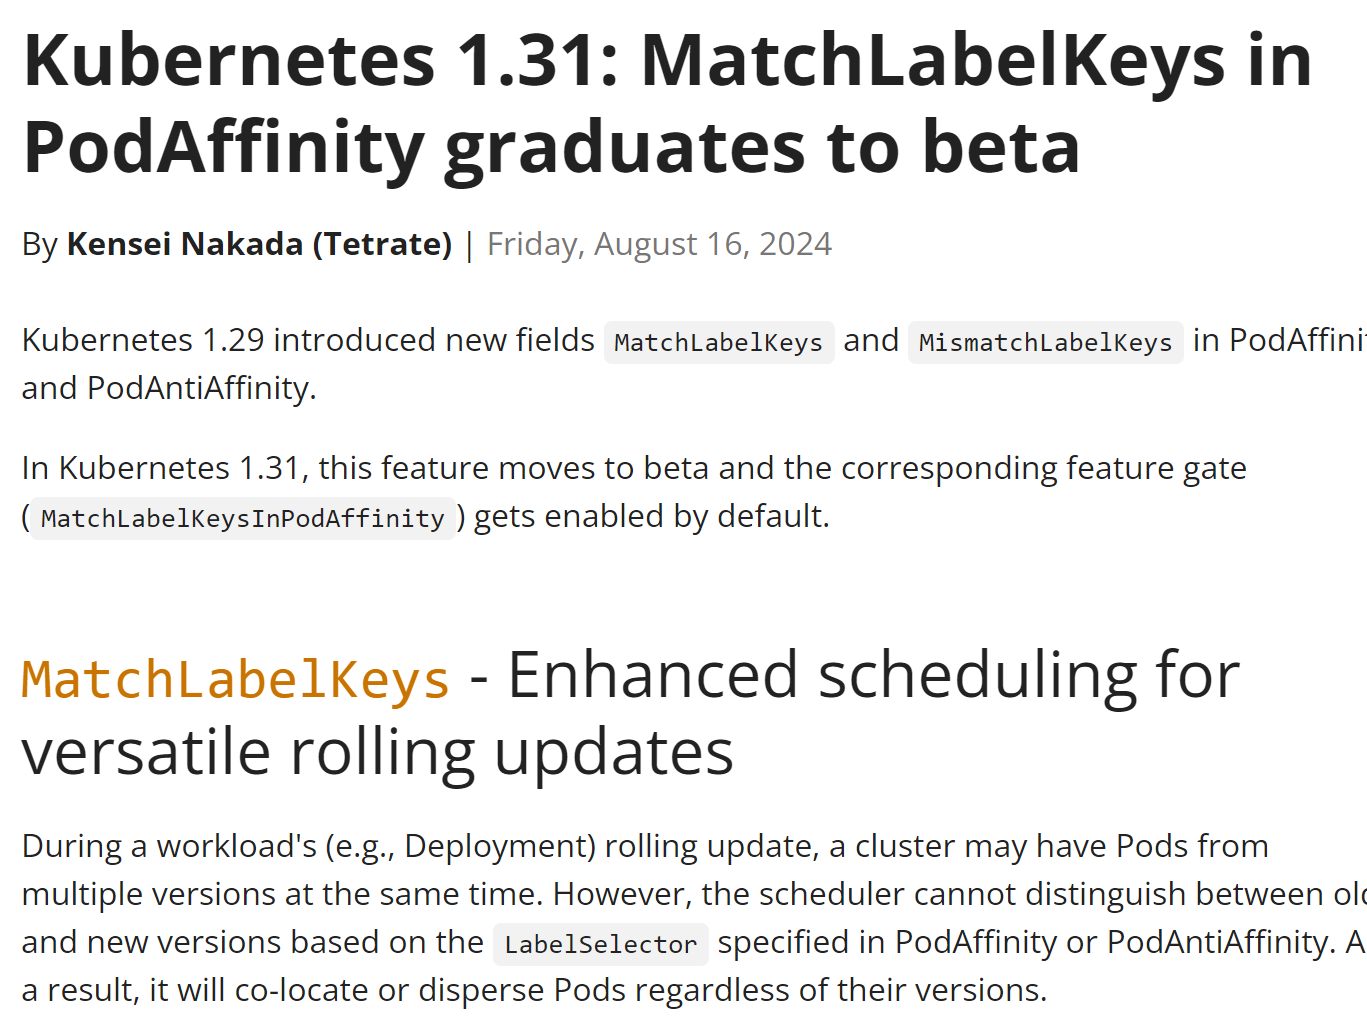 Kubernetes 1.31: MatchLabelKeys in
PodAffinity graduates to beta
By Kensei Nakada (Tetrate) | Friday, August 16, 2024
Kubernetes 1.29 introduced new fields MatchLabelKeys and MismatchLabelKeys in
and PodAntiAffinity.
In Kubernetes 1.31, this feature moves to beta and the corresponding feature gate
(MatchLabelKeysInPodAffinity) gets enabled by default.
MatchLabelKeys - Enhanced scheduling for
versatile rolling updates
During a workload's (e.g., Deployment) rolling update, a cluster may have Pods from
multiple versions at the same time. However, the scheduler cannot distinguish between
and new versions based on the LabelSelector specified in PodAffinity or PodAntiAffinity.
a result, it will co-locate or disperse Pods regardless of their versions.